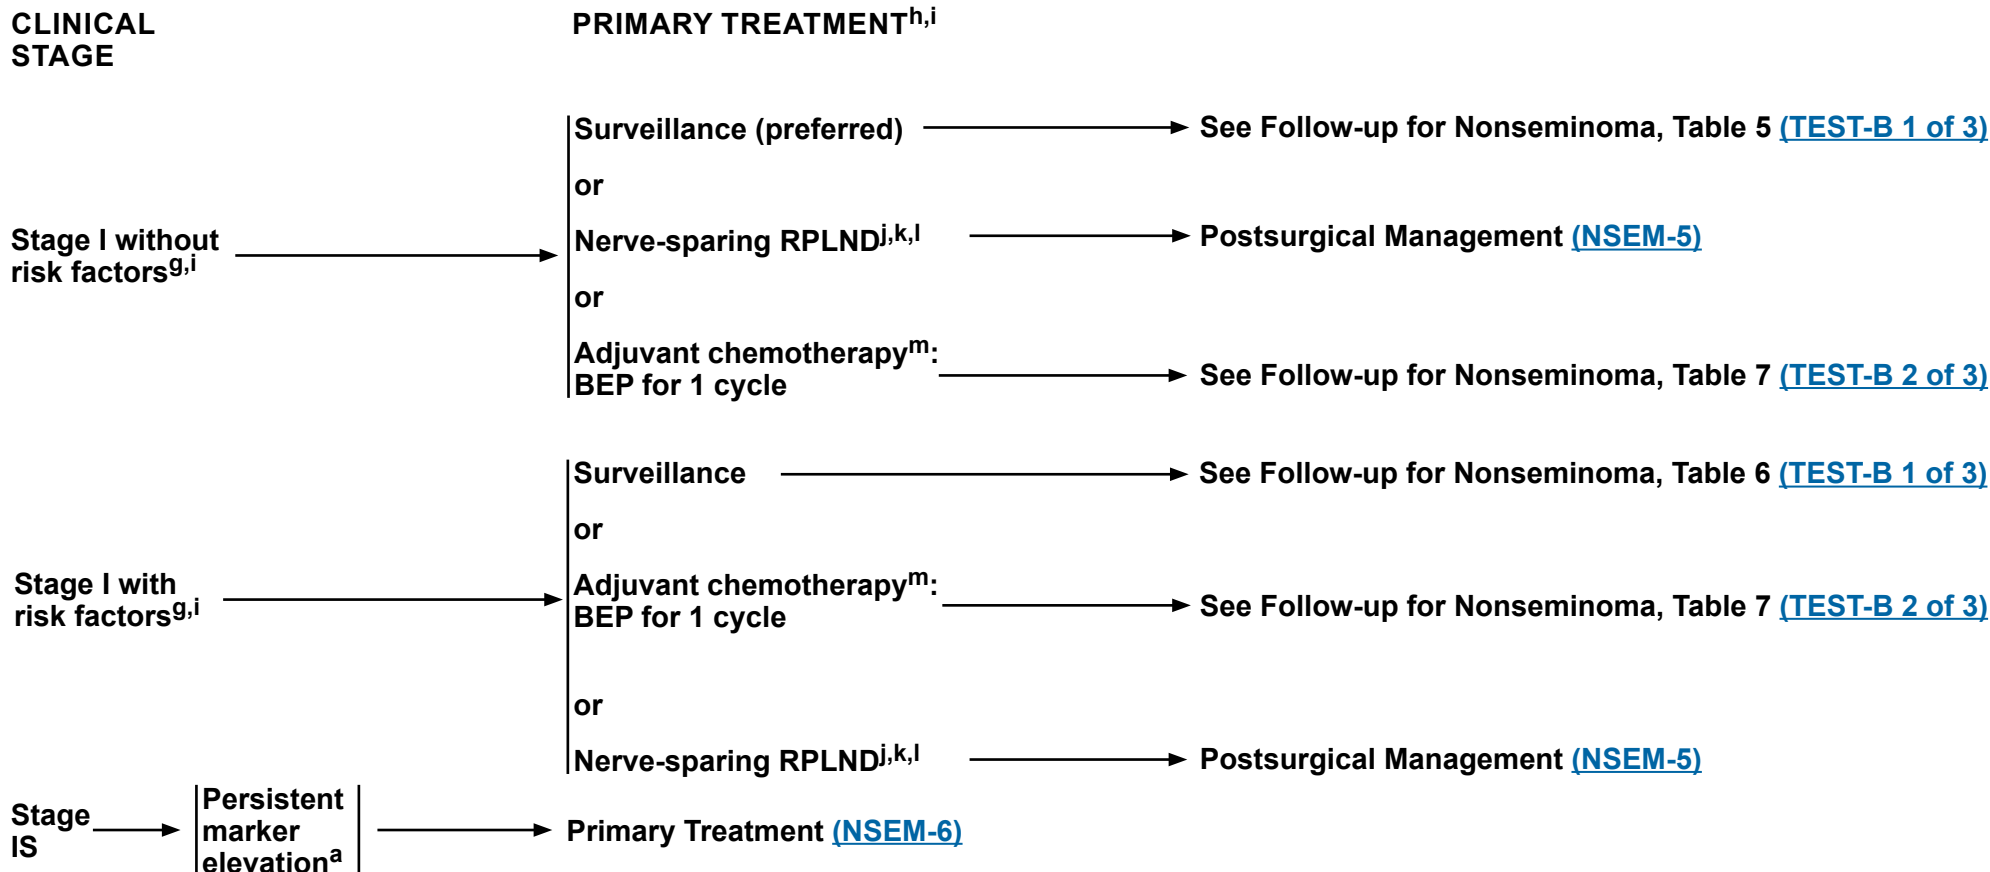 CLINICAL
STAGE
PRIMARY TREATMENTh,i
Surveillance (preferred) See Follow-up for Nonseminoma, Table 5 (TEST-B 1 of 3)
or
Stage I without
risk factorsg,i
Nerve-sparing RPLNDj,k,l Postsurgical Management (NSEM-5)
or
Adjuvant chemotherapym:
BEP for 1 cycle
See Follow-up for Nonseminoma, Table 7 (TEST-B 2 of 3)
Surveillance See Follow-up for Nonseminoma, Table 6 (TEST-B 1 of 3)
or
Stage I with
risk factorsg,i
Adjuvant chemotherapym:
BEP for 1 cycle
See Follow-up for Nonseminoma, Table 7 (TEST-B 2 of 3)
or
Nerve-sparing RPLNDj,k,l Postsurgical Management (NSEM-5)
Stage
IS
Persistent
marker
elevationa
Primary Treatment (NSEM-6)